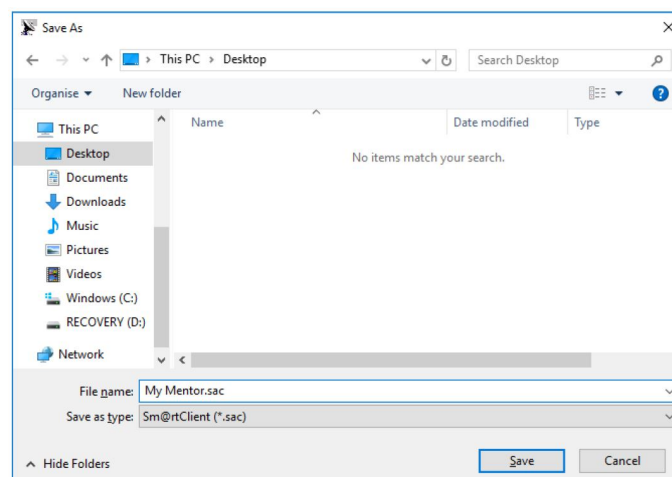 Save As
This PC > Desktop
Search Desktop
Organise
New folder
This PC
Desktop
Documents
Downloads
Music
Pictures
Videos
Windows (C:)
RECOVERY (D:)
Network
Name
Date modified
Type
No items match your search.
File name: My Mentor.sac
Save as type: Sm@rtClient (*.sac)
Hide Folders
Save
Cancel